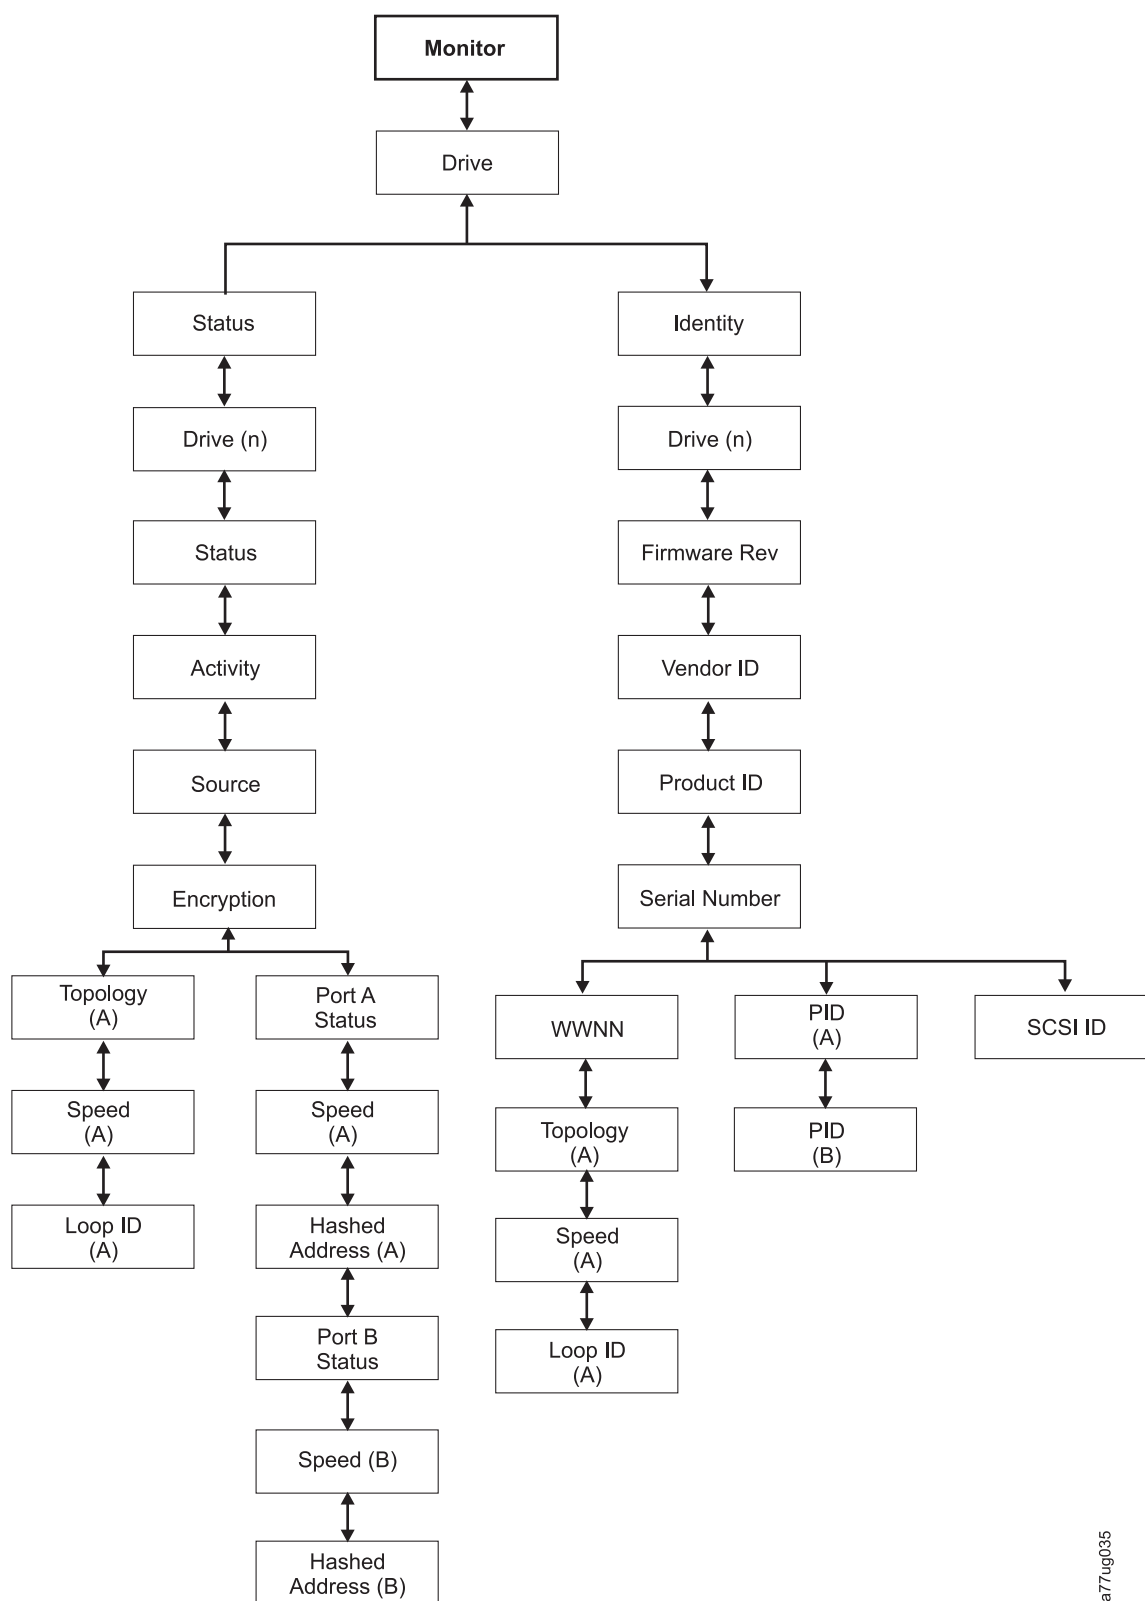 Monitor
Drive
Status
Identity
Drive (n)
Drive (n)
Status
Firmware Rev
Activity
Vendor ID
Source
Product ID
Encryption
Serial Number
Topology
(A)
Port A
Status
WWNN
PID
(A)
SCSI ID
Speed
(A)
Speed
(A)
Topology
(A)
PID
(B)
Loop ID
(A)
Hashed
Address (A)
Speed
(A)
Port B
Status
Loop ID
(A)
Speed (B)
Hashed
Address (B)
a77ug035